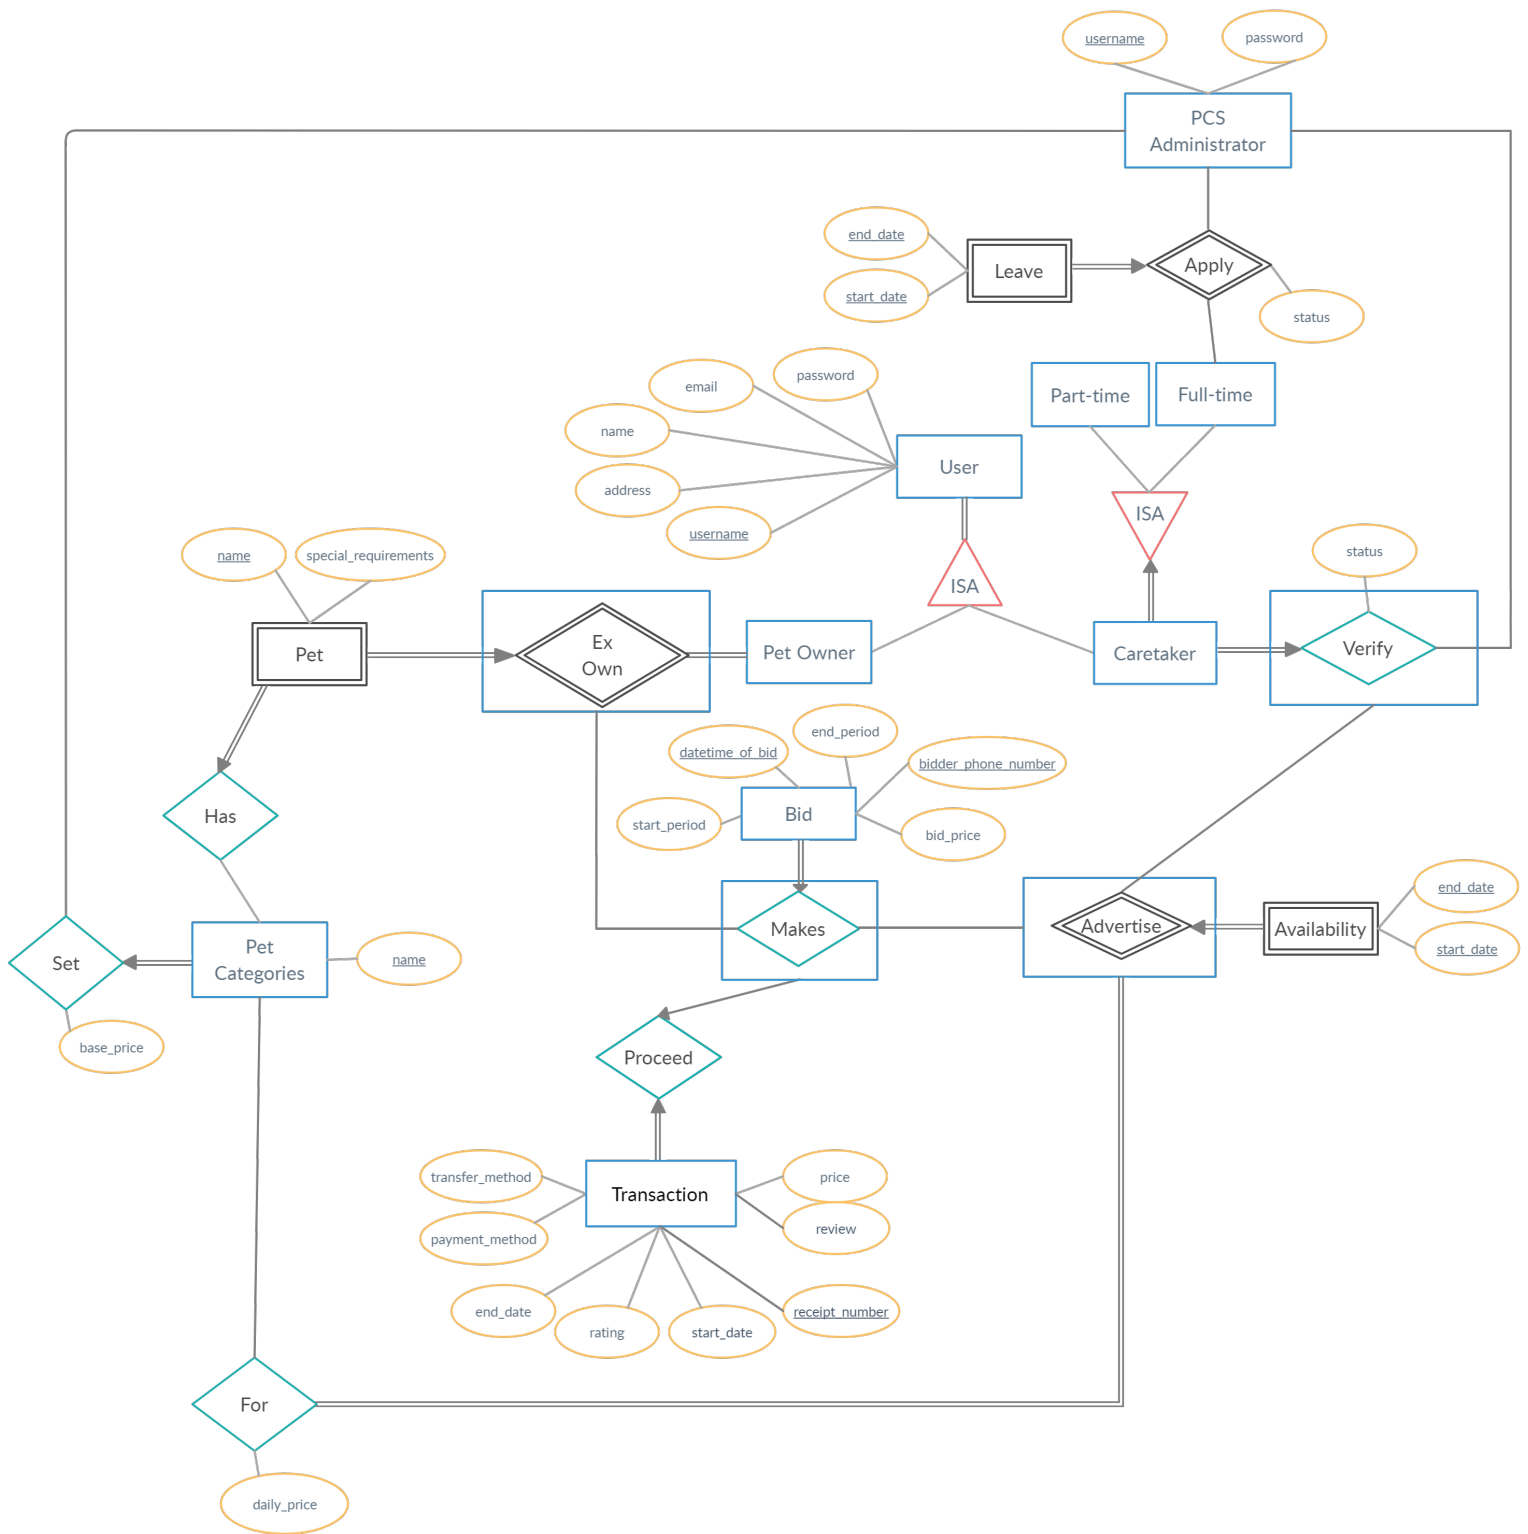 username
password
PCS
Administrator
end_date
Leave
Apply
start_date
status
password
email
Part-time
Full-time
name
User
address
ISA
username
status
name
special_requirements
ISA
Pet
Ex
Own
Pet Owner
Caretaker
Verify
end_period
datetime_of_bid
bidder_phone_number
Has
Bid
start_period
bid_price
end_date
Advertise
Availability
Makes
Pet
Categories
name
start_date
Set
base_price
Proceed
transfer_method
price
Transaction
review
payment_method
end_date
rating
start_date
receipt_number
For
daily_price